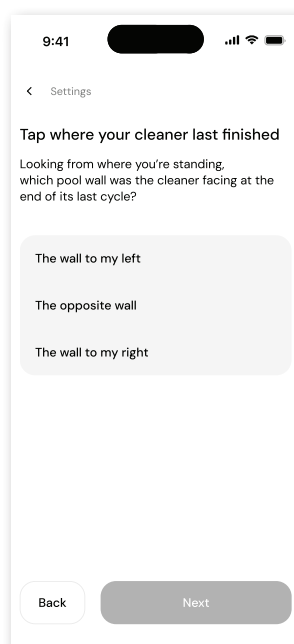 9:41
Settings
Tap where your cleaner last finished
Looking from where you’re standing,
which pool wall was the cleaner facing at the
end of its last cycle?
The wall to my left
The opposite wall
The wall to my right
Back
Next